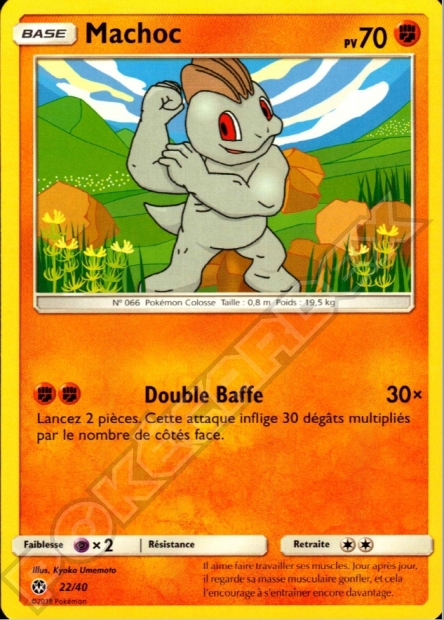 BASE Machoc PV 70
N° 066 Pokémon Colosse Taille : 0,8 m Poids : 19,5 kg
Double Baffe 30×
Lancez 2 pièces. Cette attaque inflige 30 dégâts multipliés
par le nombre de côtés face.
Faiblesse × 2 Résistance Retraite
Illus. Kyoko Umemoto
22/40
©2018 Pokémon
Il aime faire travailler ses muscles. Jour après jour,
il regarde sa masse musculaire gonfler, et cela
l'encourage à s'entraîner encore davantage.
POKECARDEX